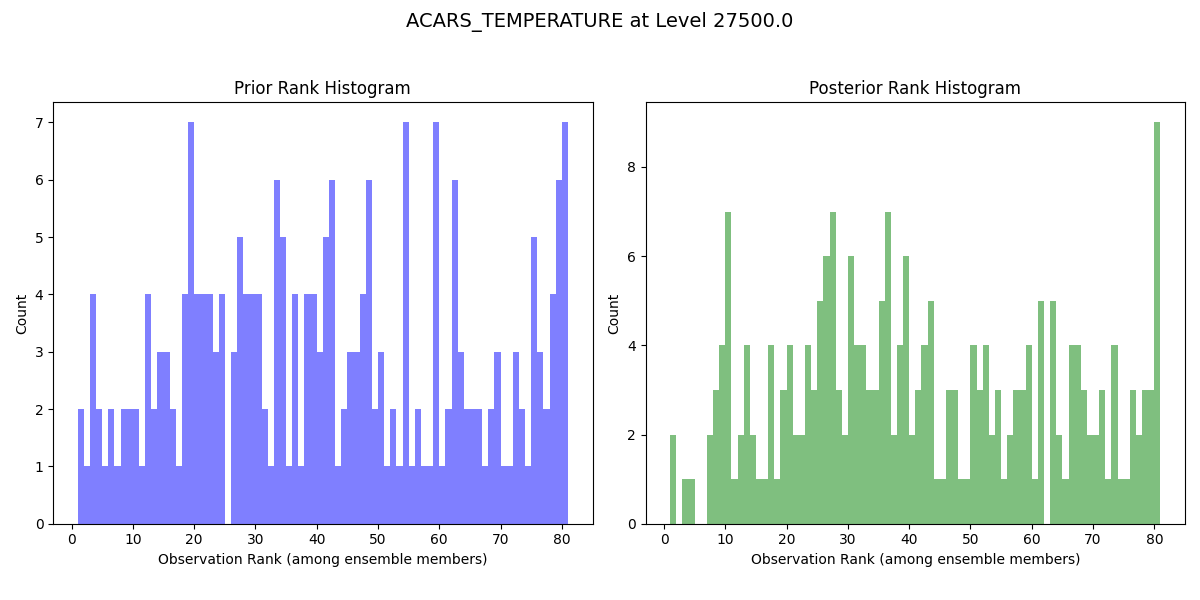 ACARS_TEMPERATURE at Level 27500.0
Prior Rank Histogram
7
6
5
4
3
2
1
0
Count
0 10 20 30 40 50 60 70 80
Observation Rank (among ensemble members)
Posterior Rank Histogram
8
6
4
2
0
Count
0 10 20 30 40 50 60 70 80
Observation Rank (among ensemble members)